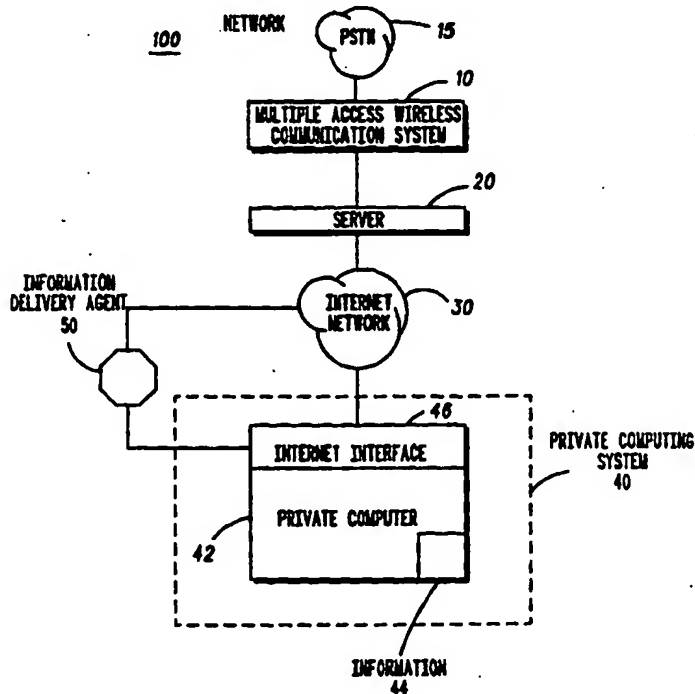 100
NETWORK
PSTN
15
10
MULTIPLE ACCESS WIRELESS
COMMUNICATION SYSTEM
20
SERVER
INFORMATION
DELIVERY AGENT
50
INTERNET
NETWORK
30
46
INTERNET INTERFACE
PRIVATE COMPUTING
SYSTEM
40
PRIVATE COMPUTER
42
INFORMATION
44